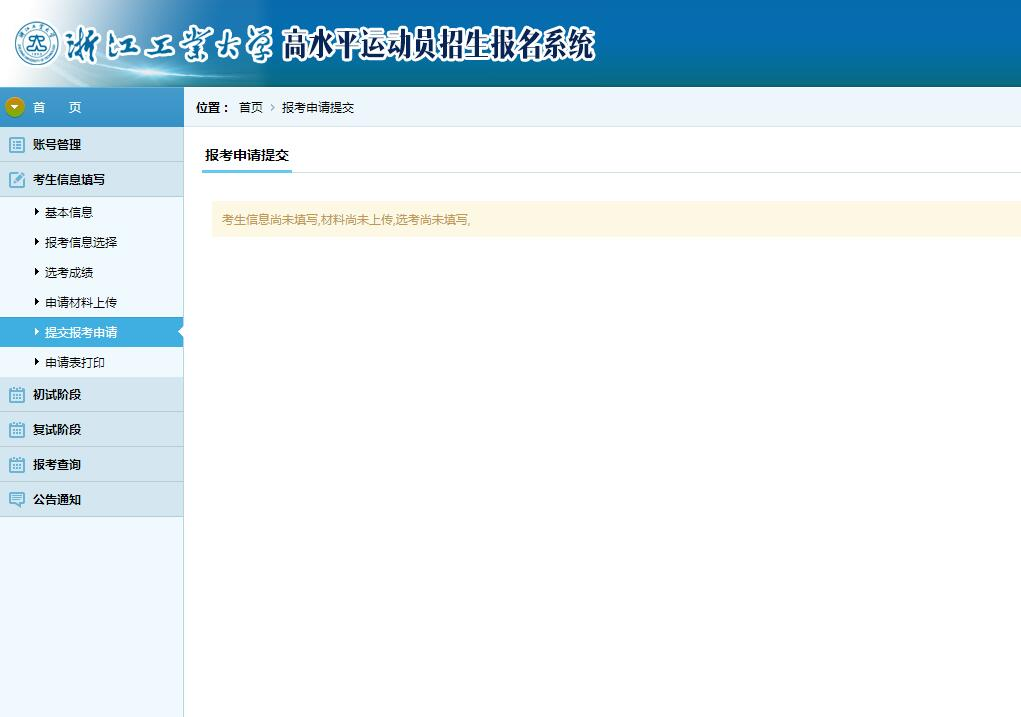 浙江工业大学 高水平运动员招生报名系统
首 页
位置： 首页 > 报考申请提交
账号管理
报考申请提交
考生信息填写
基本信息
考生信息尚未填写,材料尚未上传,选考尚未填写,
报考信息选择
选考成绩
申请材料上传
提交报考申请
申请表打印
初试阶段
复试阶段
报考查询
公告通知